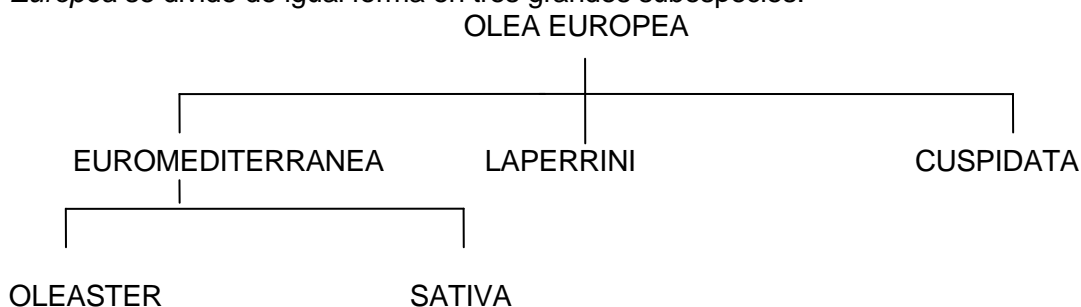 Europea se divide de igual forma en tres grandes subespecies:
OLEA EUROPEA
EUROMEDITERRANEA LAPERRINI CUSPIDATA
OLEASTER SATIVA